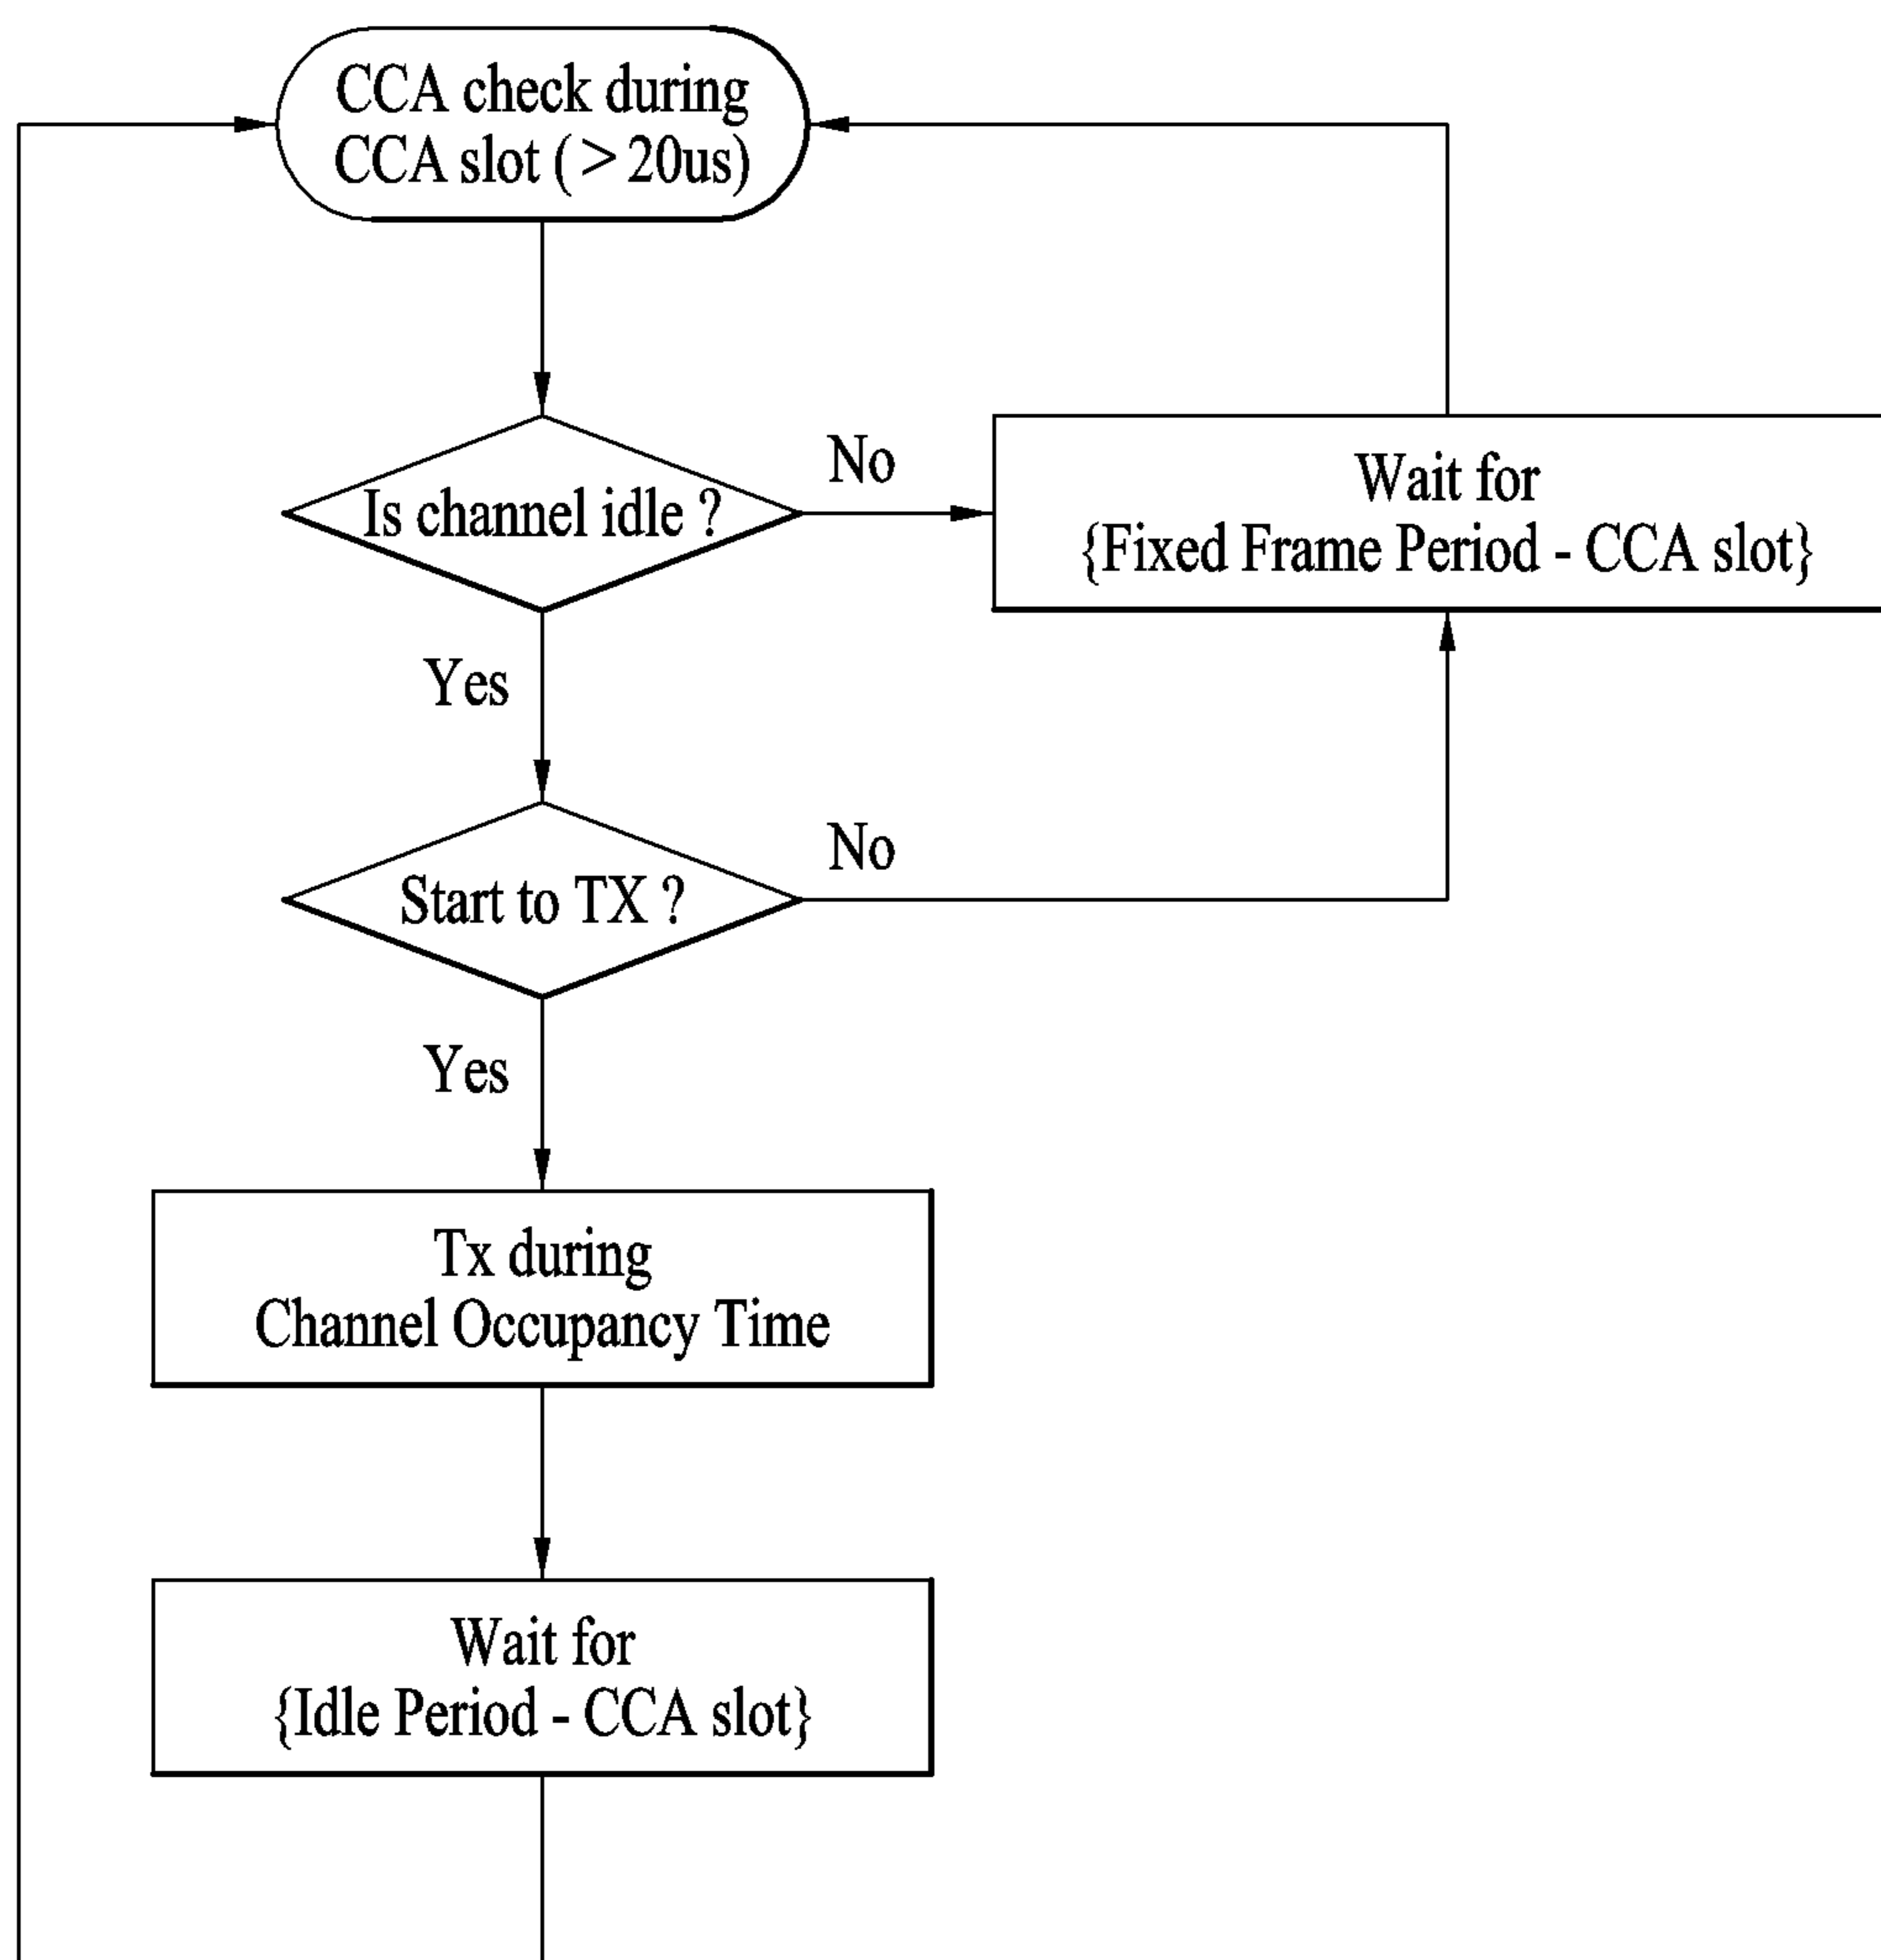 CCA check during
CCA slot ( > 20us)
Is channel idle ?
No
Wait for
{Fixed Frame Period - CCA slot}
Yes
Start to TX ?
No
Yes
Tx during
Channel Occupancy Time
Wait for
{Idle Period - CCA slot}